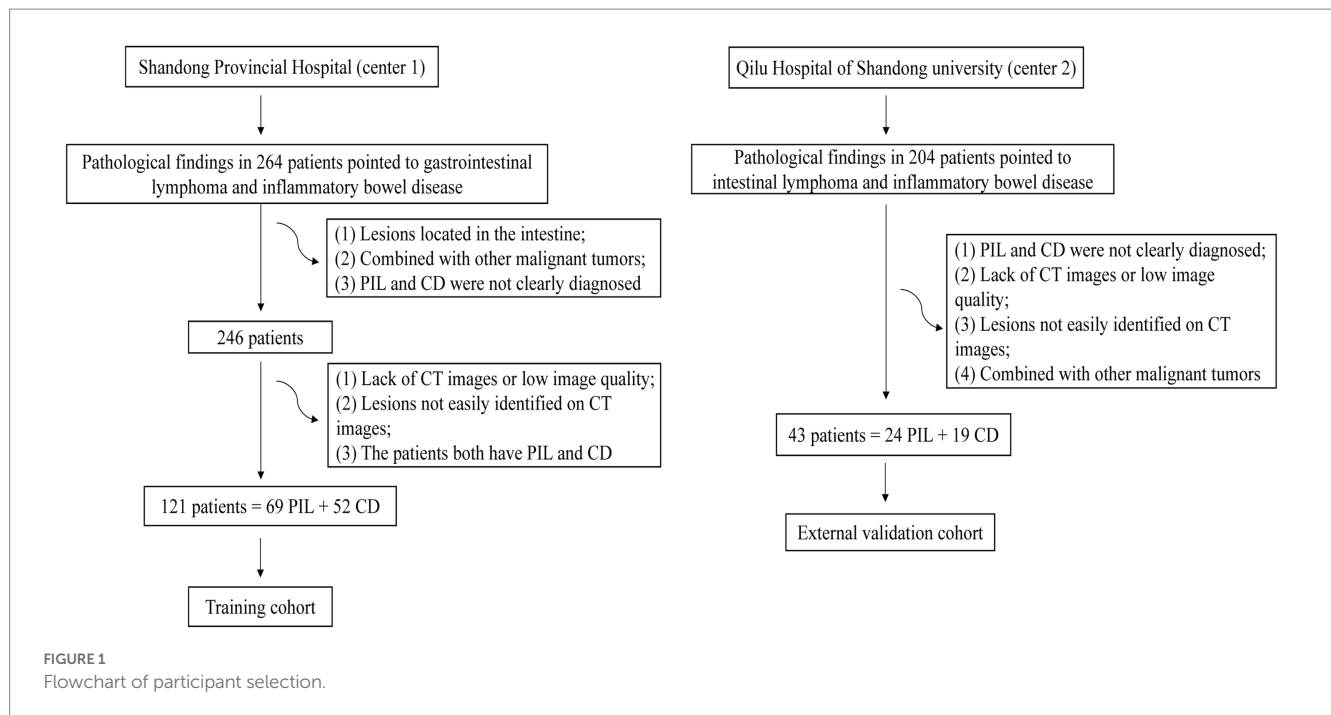 Shandong Provincial Hospital (center 1)
Pathological findings in 264 patients pointed to gastrointestinal
lymphoma and inflammatory bowel disease
(1) Lesions located in the intestine;
(2) Combined with other malignant tumors;
(3) PIL and CD were not clearly diagnosed
246 patients
(1) Lack of CT images or low image quality;
(2) Lesions not easily identified on CT
images;
(3) The patients both have PIL and CD
121 patients = 69 PIL + 52 CD
Training cohort
Qilu Hospital of Shandong university (center 2)
Pathological findings in 204 patients pointed to
intestinal lymphoma and inflammatory bowel disease
(1) PIL and CD were not clearly diagnosed;
(2) Lack of CT images or low image
quality;
(3) Lesions not easily identified on CT
images;
(4) Combined with other malignant tumors
43 patients = 24 PIL + 19 CD
External validation cohort
FIGURE 1
Flowchart of participant selection.